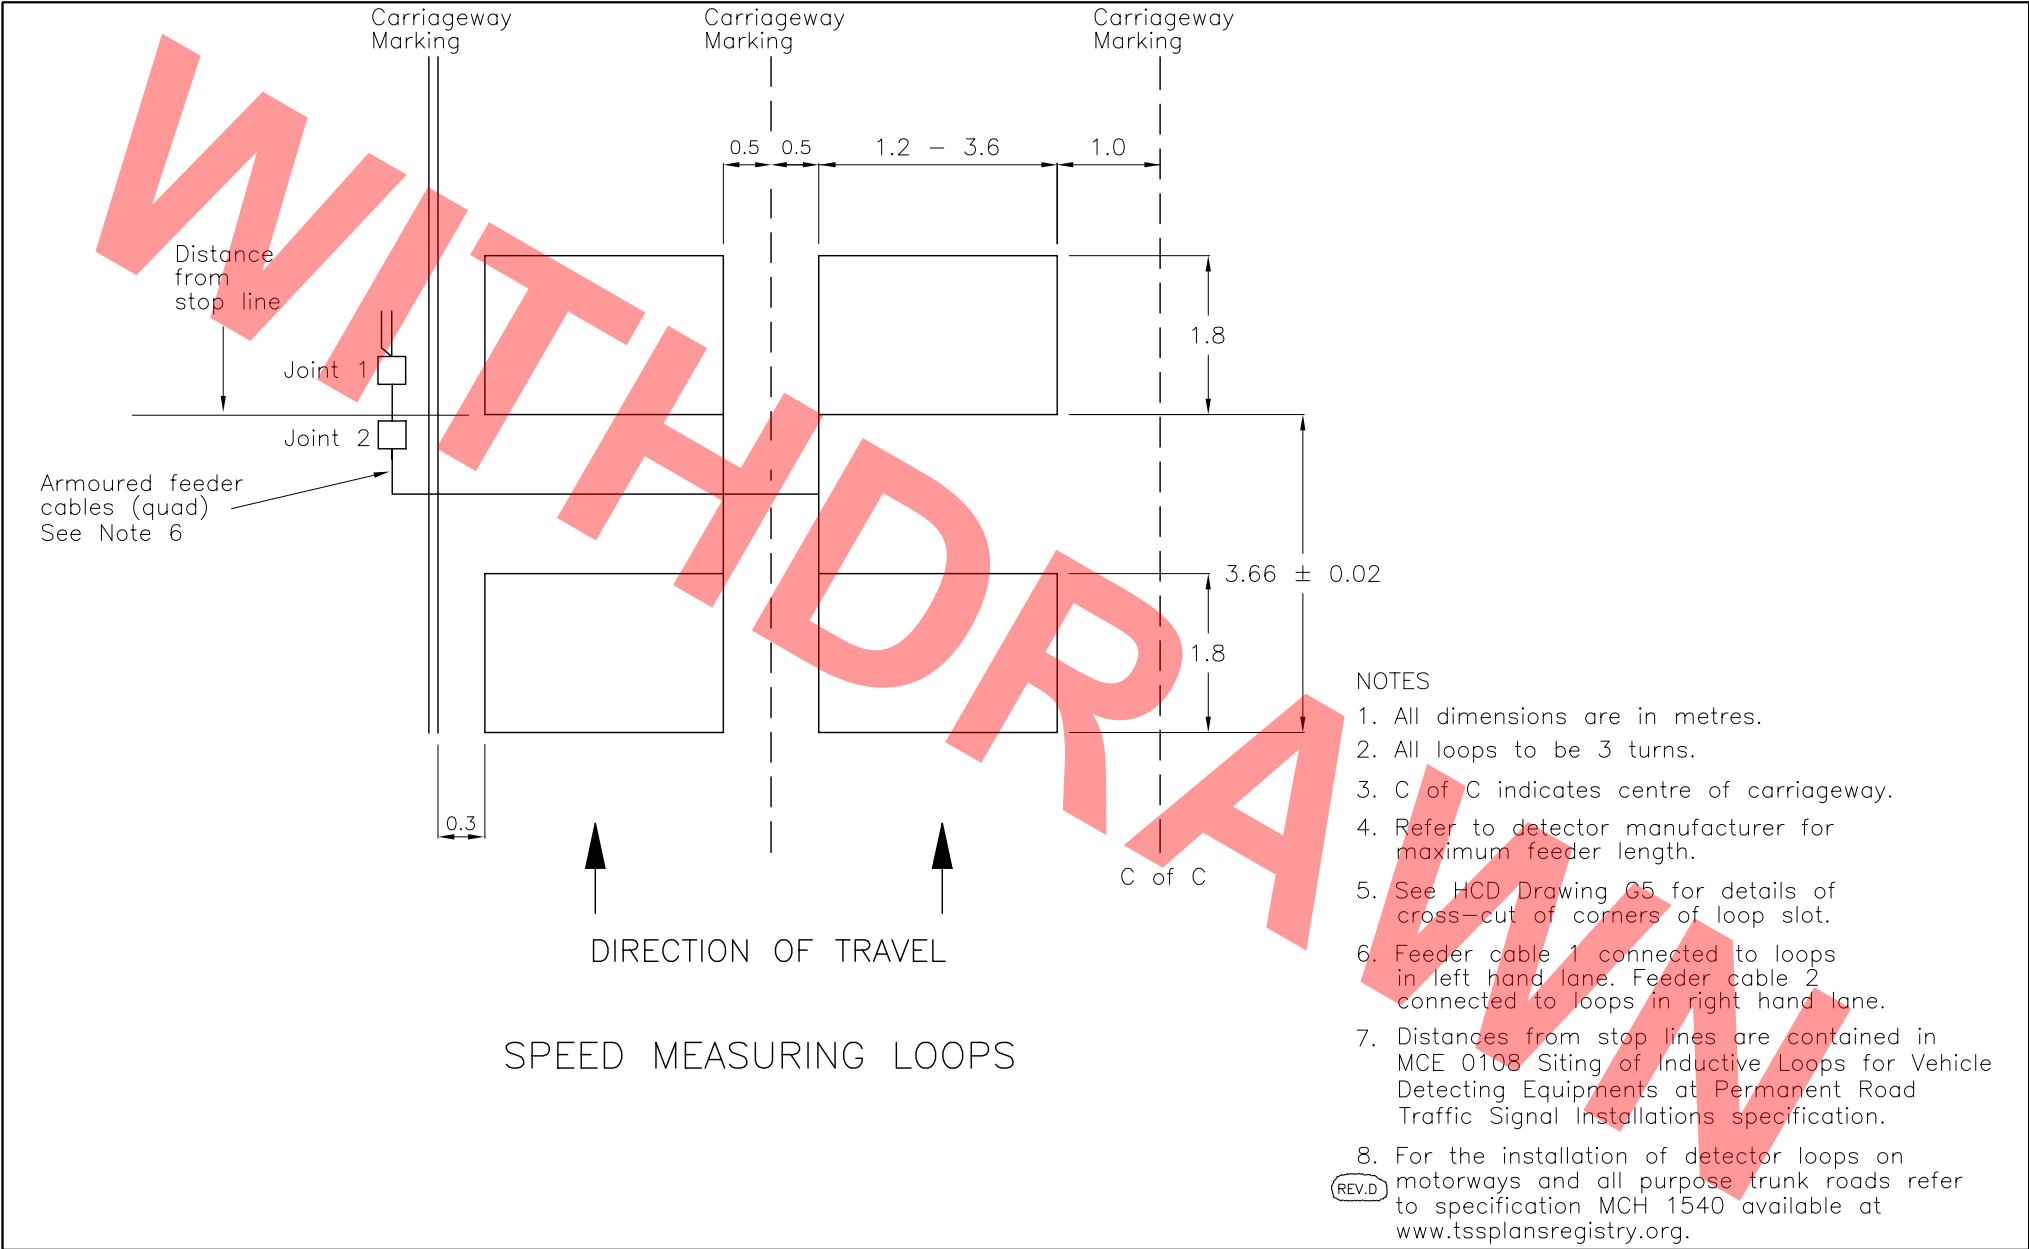 Carriageway
Marking
Carriageway
Marking
Carriageway
Marking
0.5
0.5
1.2 – 3.6
1.0
Distance
from
stop line
1.8
Joint 1
Joint 2
Armoured feeder
cables (quad)
See Note 6
3.66 ± 0.02
1.8
0.3
C of C
DIRECTION OF TRAVEL
SPEED MEASURING LOOPS
NOTES
1. All dimensions are in metres.
2. All loops to be 3 turns.
3. C of C indicates centre of carriageway.
4. Refer to detector manufacturer for
maximum feeder length.
5. See HCD Drawing G5 for details of
cross–cut of corners of loop slot.
6. Feeder cable 1 connected to loops
in left hand lane. Feeder cable 2
connected to loops in right hand lane.
7. Distances from stop lines are contained in
MCE 0108 Siting of Inductive Loops for Vehicle
Detecting Equipments at Permanent Road
Traffic Signal Installations specification.
8. For the installation of detector loops on
motorways and all purpose trunk roads refer
to specification MCH 1540 available at
www.tssplansregistry.org.
REV.D
WITHDRAWN